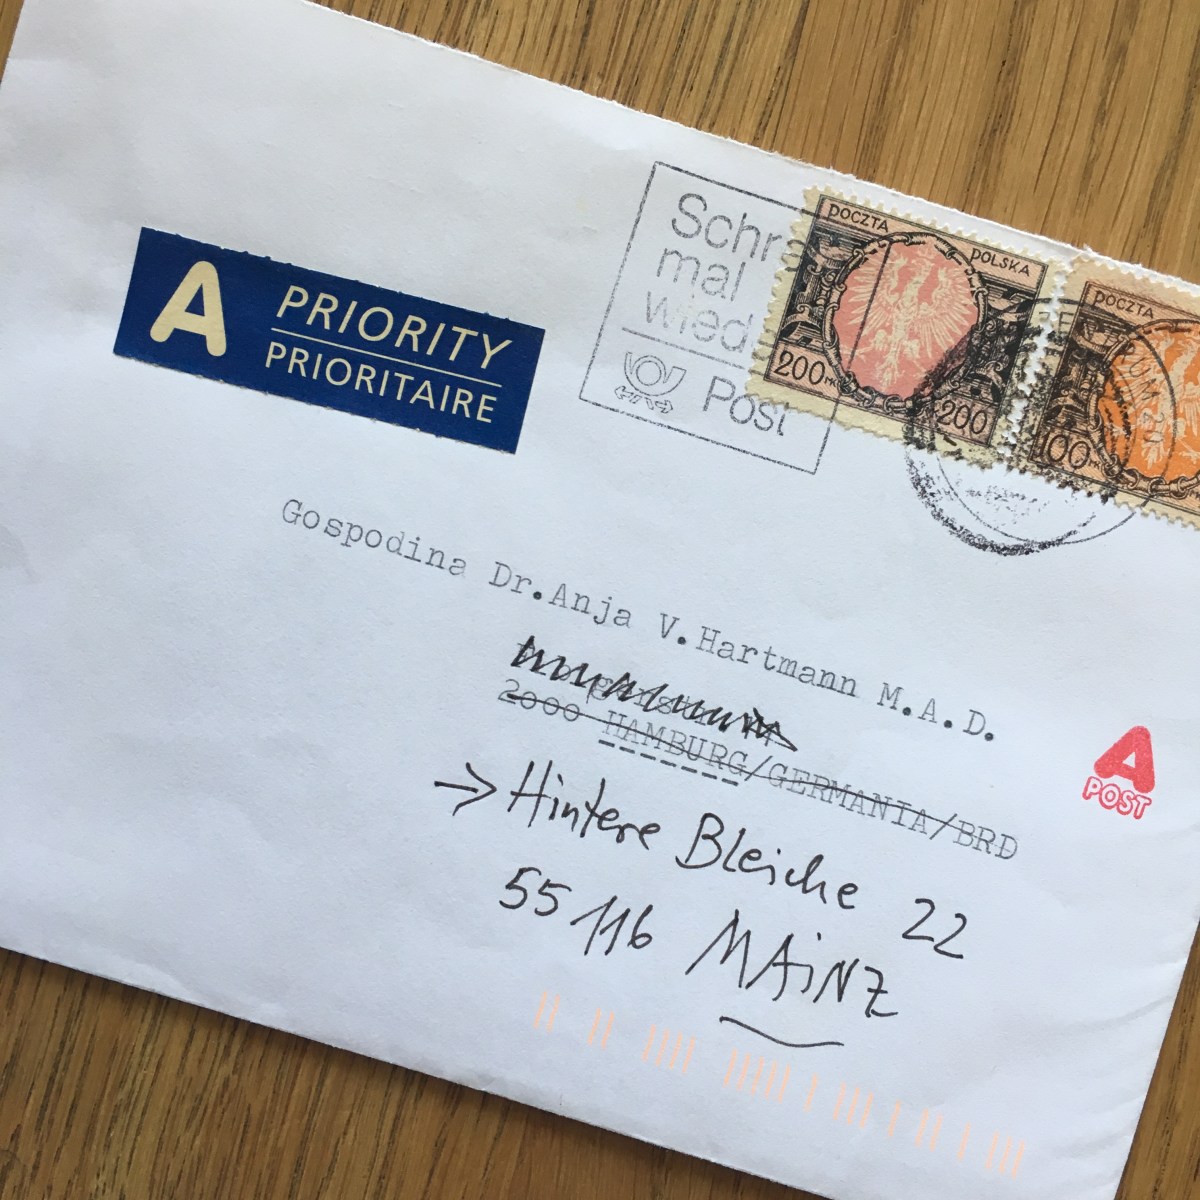 A PRIORITY
PRIORITAIRE
Schr
mal
wied
Post
POCZTA POLSKA
200 MK 200
POCZTA
100
Gospodina Dr.Anja V.Hartmann M.A.D.
2000 HAMBURG/GERMANIA/BRD
A
POST
→ Hintere Bleiche 22
55116 MAINZ